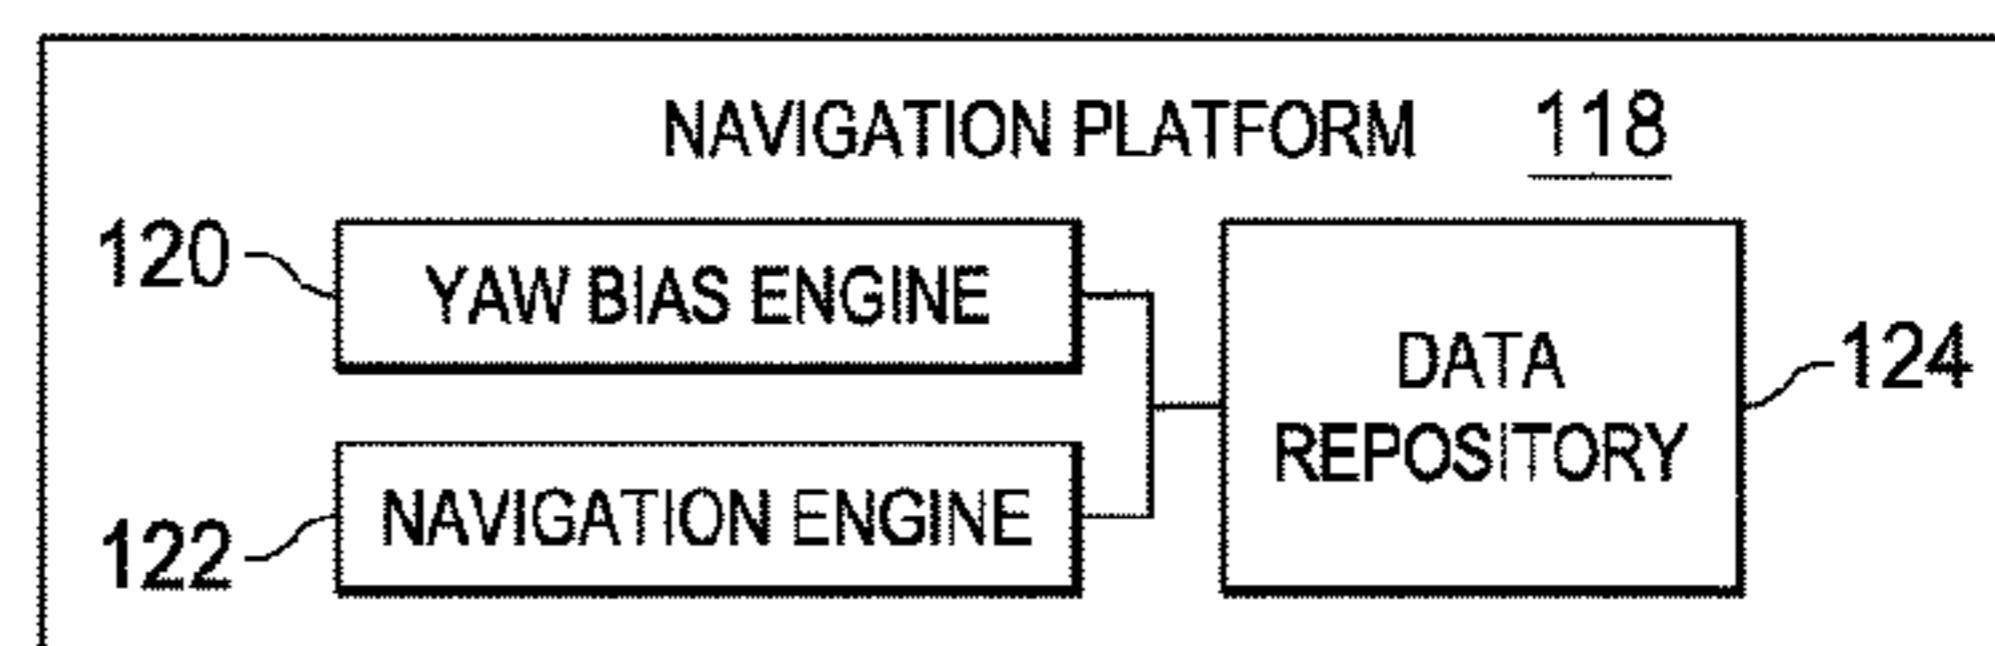 NAVIGATION PLATFORM 118
120
YAW BIAS ENGINE
DATA
REPOSITORY
124
122
NAVIGATION ENGINE